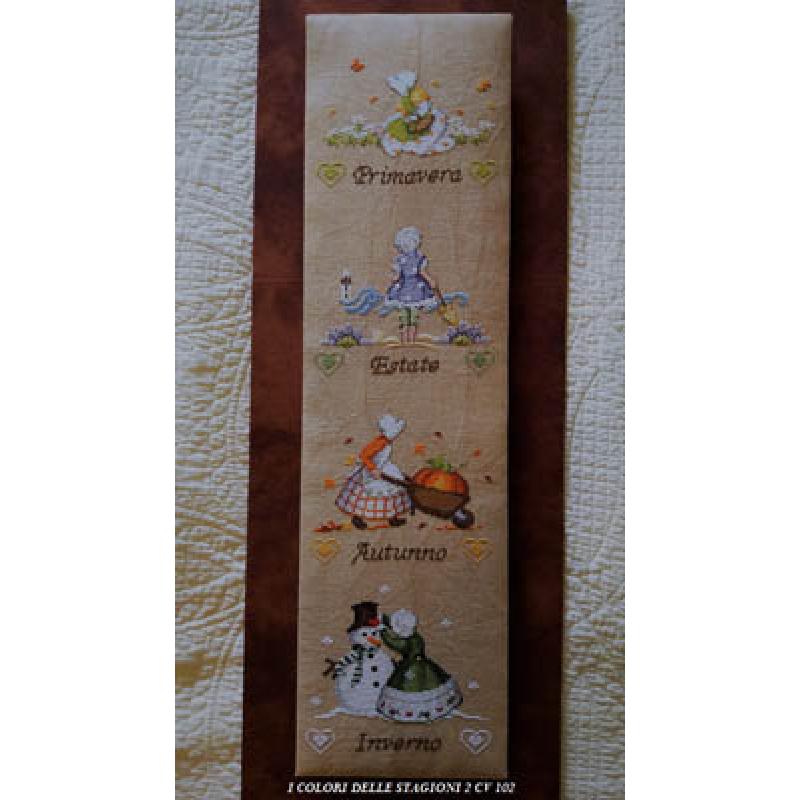 Primavera
Estate
Autunno
Inverno
I COLORI DELLE STAGIONI 2 CV 102